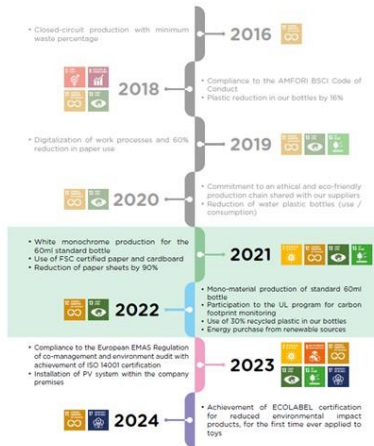 • Closed-circuit production with minimum
waste percentage
2016
2018
• Compliance to the AMFORI BSCI Code of
Conduct
• Plastic reduction in our bottles by 16%
• Digitalization of work processes and 60%
reduction in paper use
2019
2020
• Commitment to an ethical and eco-friendly
production chain shared with our suppliers
• Reduction of water plastic bottles (use /
consumption)
• White monochrome production for the
60ml standard bottle
• Use of FSC certified paper and cardboard
• Reduction of paper sheets by 90%
2021
2022
• Mono-material production of standard 60ml
bottle
• Participation to the UL program for carbon
footprint monitoring
• Use of 30% recycled plastic in our bottles
• Energy purchase from renewable sources
• Compliance to the European EMAS Regulation
of co-management and environment audit with
achievement of ISO 14001 certification
• Installation of PV system within the company
premises
2023
2024
• Achievement of ECOLABEL certification
for reduced environmental impact
products, for the first time ever applied to
toys